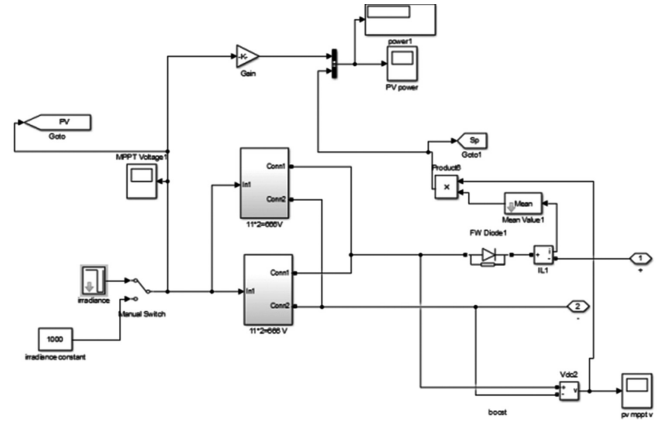 power1
-K-
Gain
PV power
PV
Goto
Sp
Goto1
MPPT Voltage1
Product6
×
Mean
Mean Value1
Conn1
In1
Conn2
11*2=666V
FW Diode1
+
-
i
IL1
1
+
Conn1
In1
Conn2
11*2=666 V
2
-
irradiance
Manual Switch
1000
irradiance constant
Vdc2
+
-
v
boost
pv mppt v